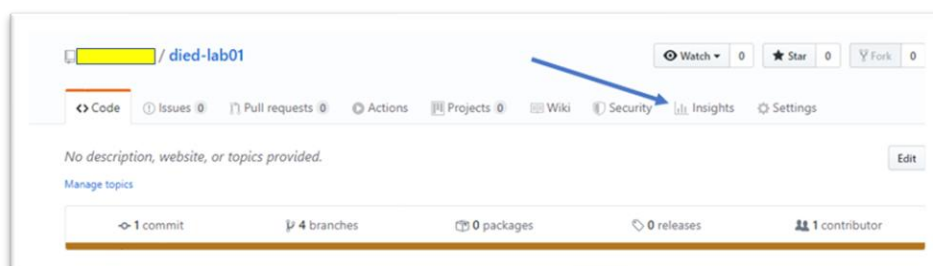 / died-lab01
Watch 0 Star 0 Fork 0
Code Issues 0 Pull requests 0 Actions Projects 0 Wiki Security Insights Settings
No description, website, or topics provided.
Edit
Manage topics
1 commit 4 branches 0 packages 0 releases 1 contributor